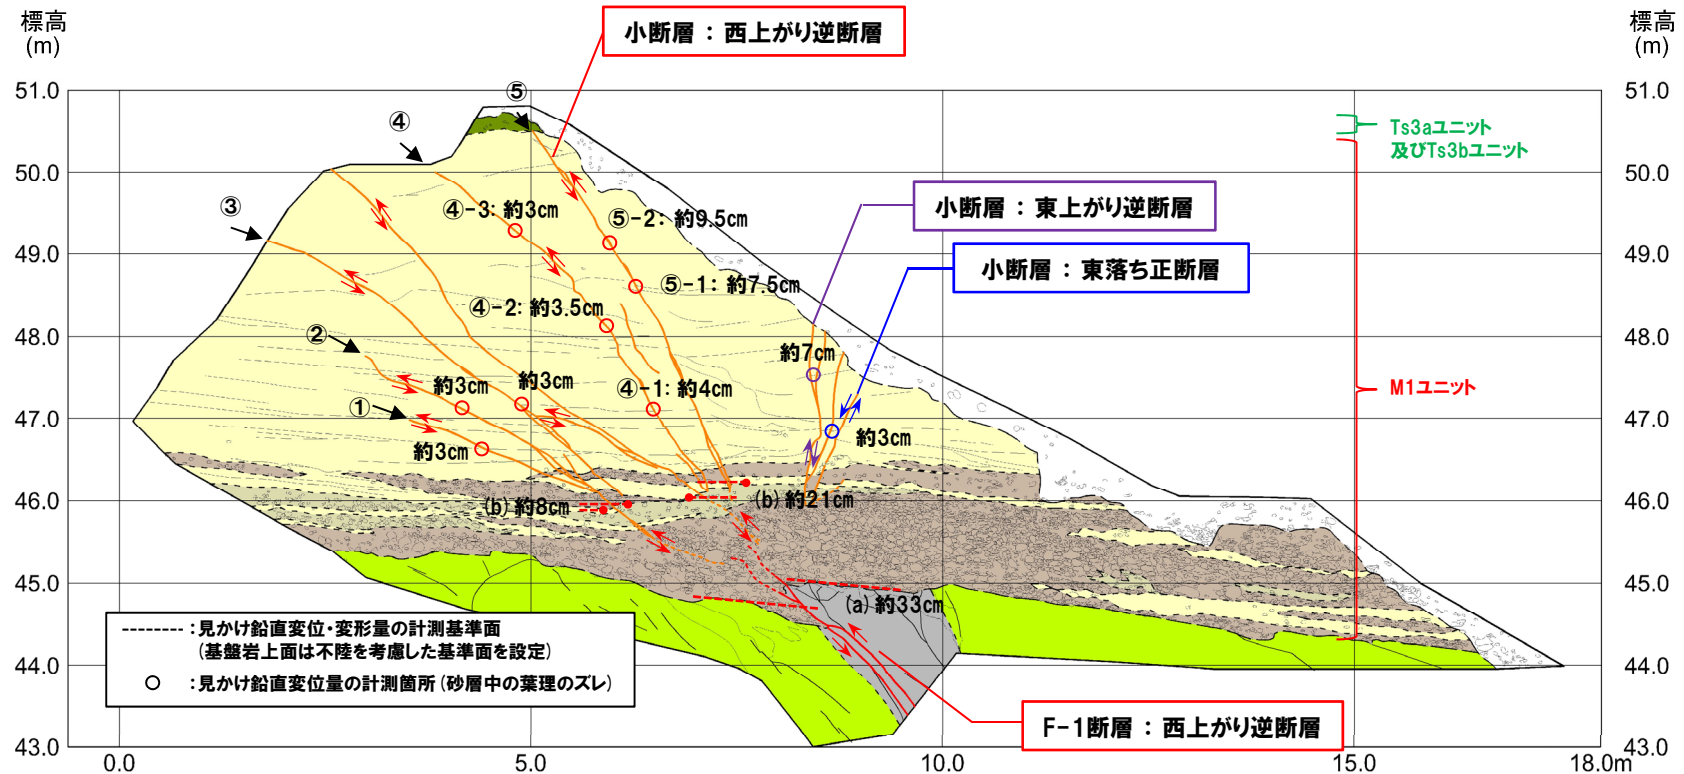 標高
(m)
小断層 ： 西上がり逆断層
標高
(m)
51.0
⑤
51.0
Ts3aユニット
及びTs3bユニット
④
50.0
50.0
③
④-3: 約3cm
⑤-2: 約9.5cm
小断層 ： 東上がり逆断層
49.0
49.0
小断層 ： 東落ち正断層
⑤-1: 約7.5cm
④-2: 約3.5cm
②
48.0
48.0
約7cm
約3cm
約3cm
④-1: 約4cm
M1ユニット
①
47.0
47.0
約3cm
約3cm
46.0
46.0
(b) 約8cm
(b) 約21cm
45.0
45.0
(a) 約33cm
：見かけ鉛直変位・変形量の計測基準面
(基盤岩上面は不陸を考慮した基準面を設定)
：見かけ鉛直変位量の計測箇所(砂層中の葉理のズレ)
44.0
44.0
F-1断層 ： 西上がり逆断層
43.0
43.0
0.0
5.0
10.0
15.0
18.0m